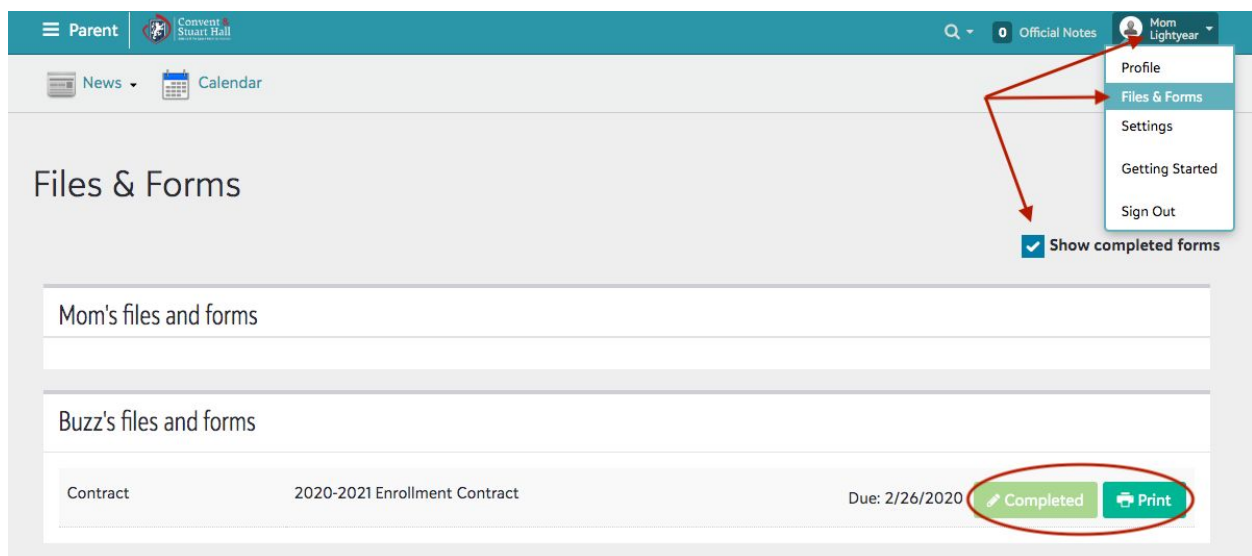 Parent
Convent &
Stuart Hall
0 Official Notes
Mom
Lightyear
News
Calendar
Profile
Files & Forms
Settings
Getting Started
Sign Out
Files & Forms
Show completed forms
Mom's files and forms
Buzz's files and forms
Contract 2020-2021 Enrollment Contract Due: 2/26/2020 Completed Print